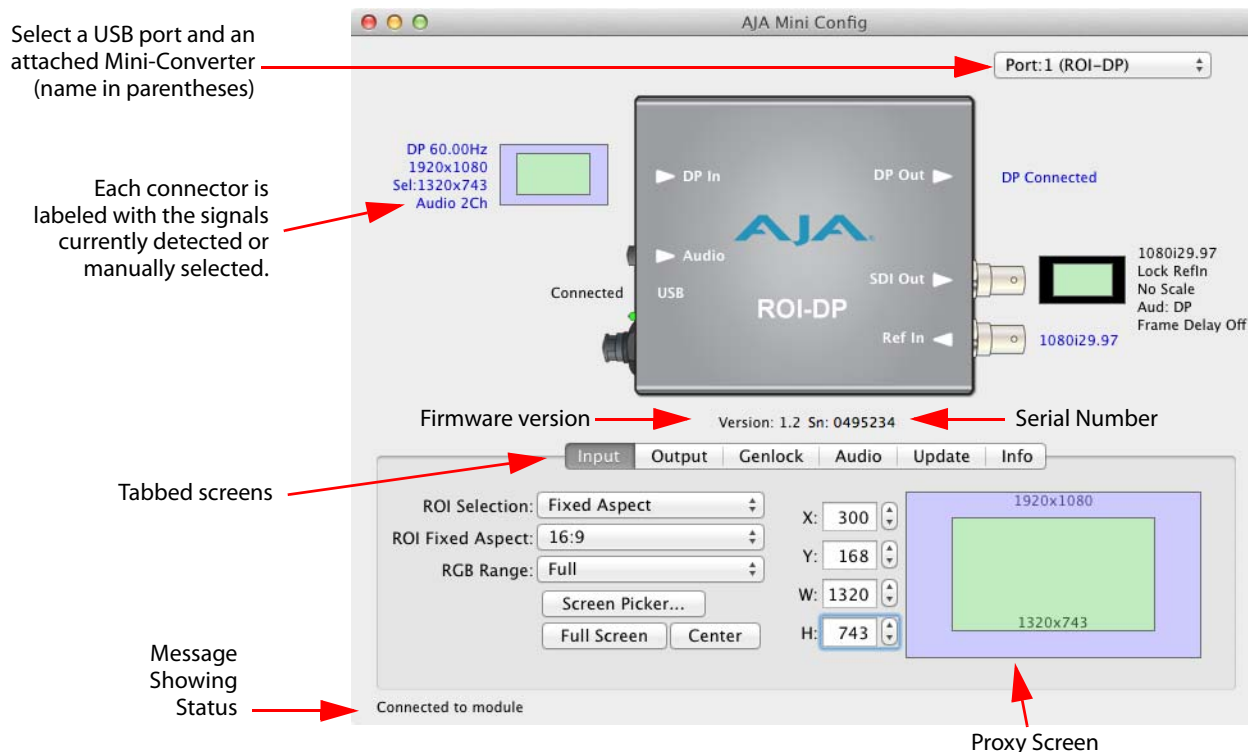 AJA Mini Config
Select a USB port and an
attached Mini-Converter
(name in parentheses)
Port:1 (ROI-DP)
DP 60.00Hz
1920x1080
Sel:1320x743
Audio 2Ch
Each connector is
labeled with the signals
currently detected or
manually selected.
DP In
DP Out
DP Connected
AJA
Audio
SDI Out
Connected
USB
ROI-DP
Ref In
1080i29.97
Lock RefIn
No Scale
Aud: DP
Frame Delay Off
1080i29.97
Firmware version
Version: 1.2 Sn: 0495234
Serial Number
Tabbed screens
Input
Output
Genlock
Audio
Update
Info
ROI Selection: Fixed Aspect
ROI Fixed Aspect: 16:9
RGB Range: Full
Screen Picker...
Full Screen
Center
X: 300
Y: 168
W: 1320
H: 743
1920x1080
1320x743
Message
Showing
Status
Connected to module
Proxy Screen